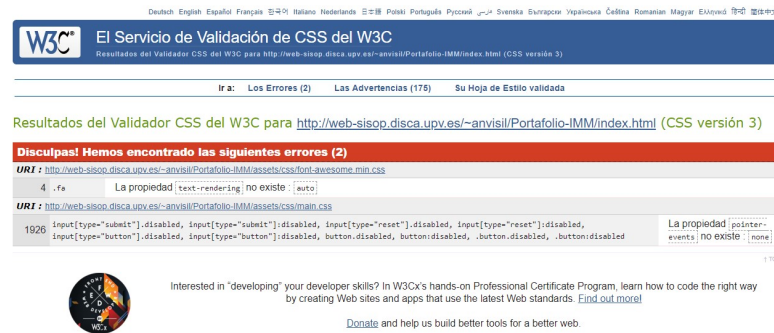 Deutsch English Español Français 한국어 Italiano Nederlands 日本語 Polski Português Русский فارسی Svenska Български Українська Čeština Romanian Magyar Ελληνικά हिन्दी 简体中文
W3C® El Servicio de Validación de CSS del W3C
Resultados del Validador CSS del W3C para http://web-sisop.disca.upv.es/~anvisil/Portafolio-IMM/index.html (CSS versión 3)
Ir a: Los Errores (2) Las Advertencias (175) Su Hoja de Estilo validada
Resultados del Validador CSS del W3C para http://web-sisop.disca.upv.es/~anvisil/Portafolio-IMM/index.html (CSS versión 3)
Disculpas! Hemos encontrado las siguientes errores (2)
URI : http://web-sisop.disca.upv.es/~anvisil/Portafolio-IMM/assets/css/font-awesome.min.css
4 .fa La propiedad text-rendering no existe : auto
URI : http://web-sisop.disca.upv.es/~anvisil/Portafolio-IMM/assets/css/main.css
1926 input[type="submit"].disabled, input[type="submit"]:disabled, input[type="reset"].disabled, input[type="reset"]:disabled, La propiedad pointer-
input[type="button"].disabled, input[type="button"]:disabled, button.disabled, button:disabled, .button.disabled, .button:disabled events no existe : none
Interested in "developing" your developer skills? In W3Cx's hands-on Professional Certificate Program, learn how to code the right way
by creating Web sites and apps that use the latest Web standards. Find out more!
W3Cx
Donate and help us build better tools for a better web.